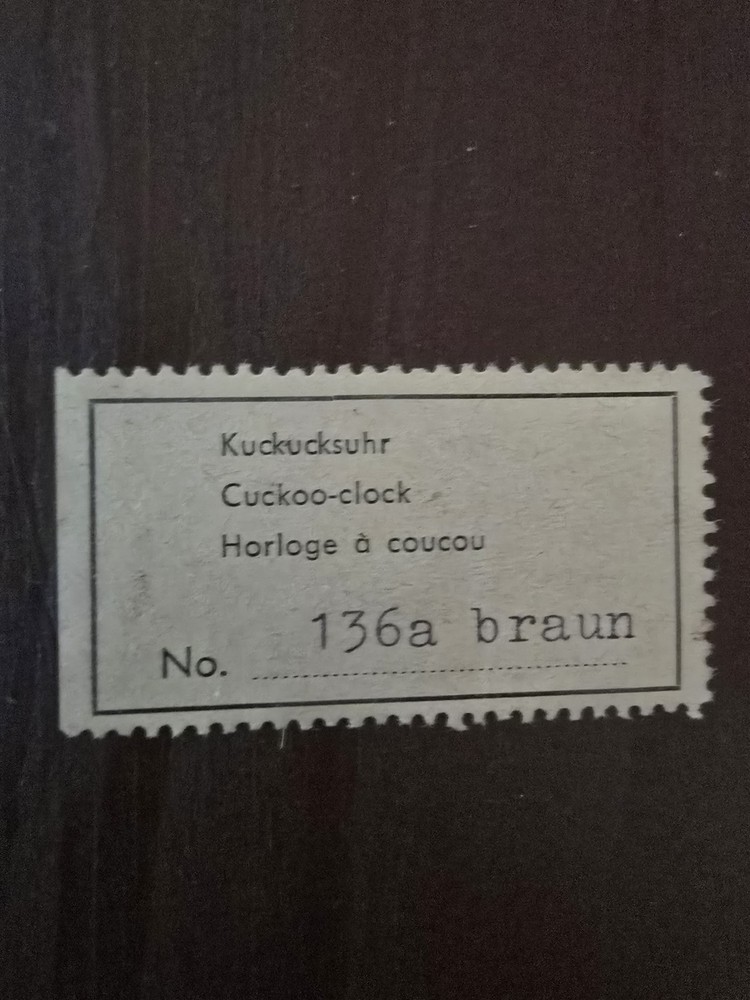 Kuckucksuhr
Cuckoo-clock
Horloge à coucou
No. 136a braun